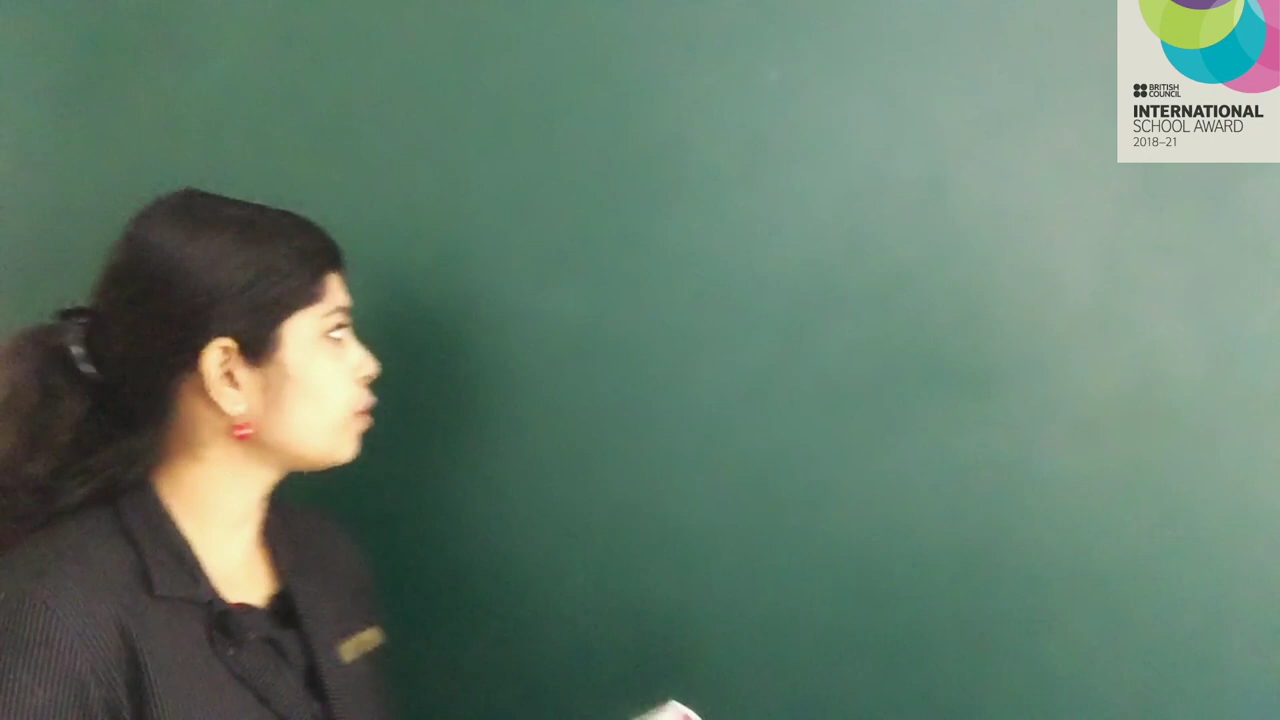 BRITISH
COUNCIL
INTERNATIONAL
SCHOOL AWARD
2018–21